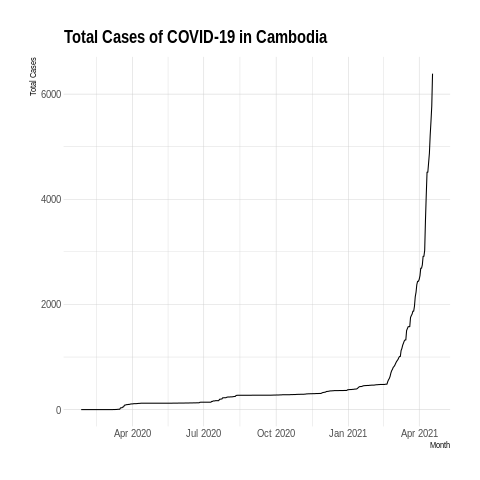 Total Cases of COVID-19 in Cambodia
Total Cases
6000
4000
2000
0
Apr 2020 Jul 2020 Oct 2020 Jan 2021 Apr 2021
Month